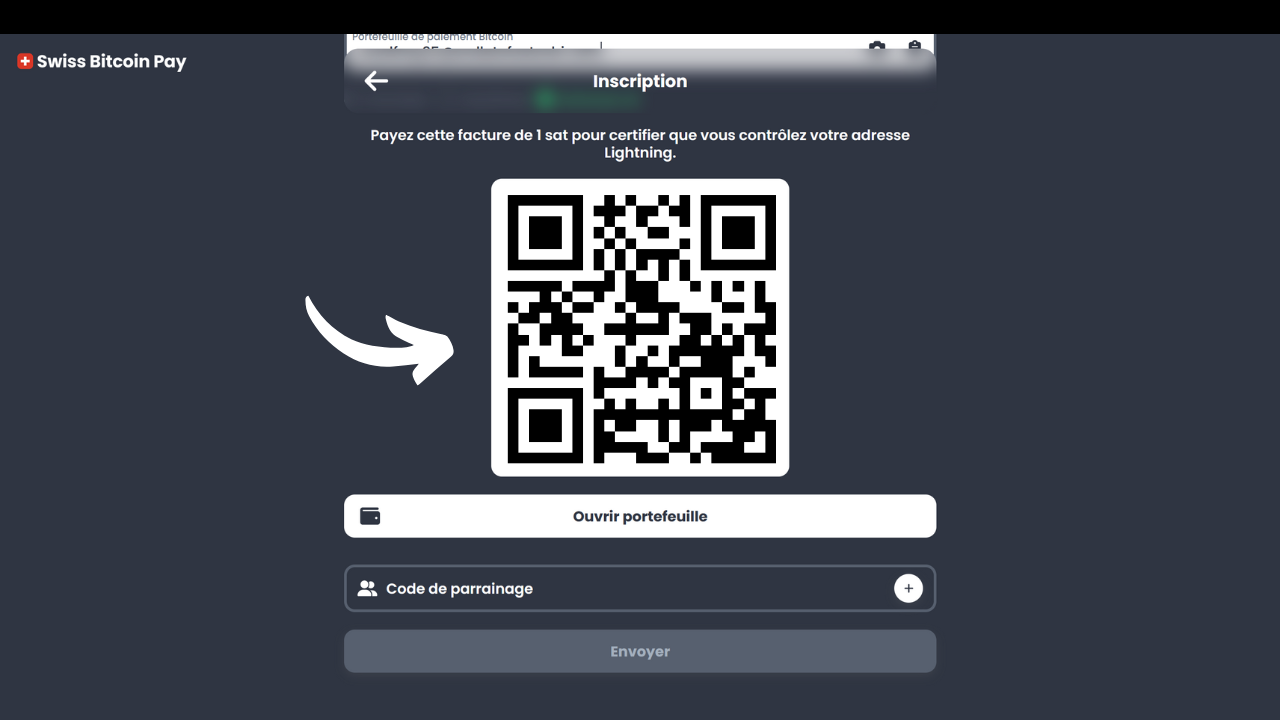 Portefeuille de paiement Bitcoin
Swiss Bitcoin Pay
Inscription
Payez cette facture de 1 sat pour certifier que vous contrôlez votre adresse
Lightning.
Ouvrir portefeuille
Code de parrainage
+
Envoyer